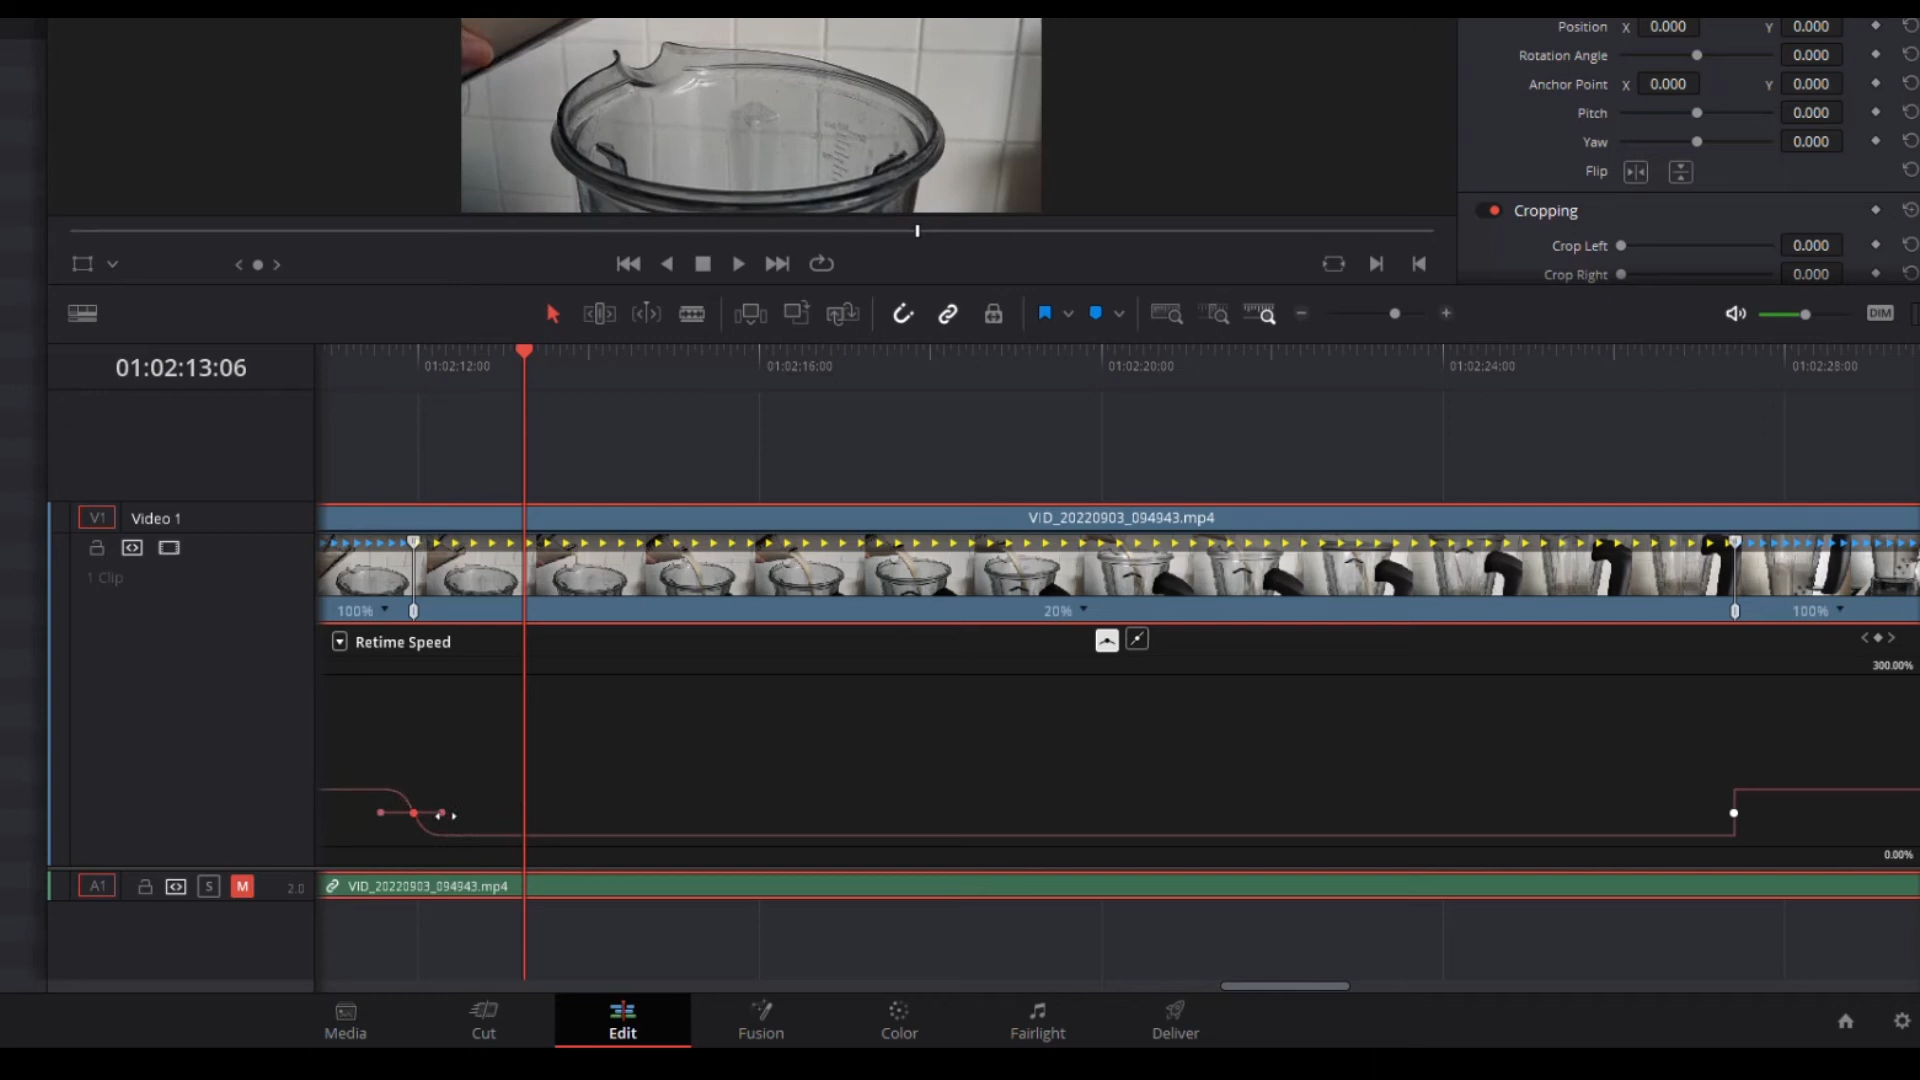 Position X 0.000 Y 0.000
Rotation Angle 0.000
Anchor Point X 0.000 Y 0.000
Pitch 0.000
Yaw 0.000
Flip
Cropping
Crop Left 0.000
Crop Right 0.000
DIM
01:02:13:06
01:02:12:00 01:02:16:00 01:02:20:00 01:02:24:00 01:02:28:00
V1 Video 1
VID_20220903_094943.mp4
1 Clip
100% 20% 100%
Retime Speed
300.00%
0.00%
A1 S M 2.0
VID_20220903_094943.mp4
Media Cut Edit Fusion Color Fairlight Deliver